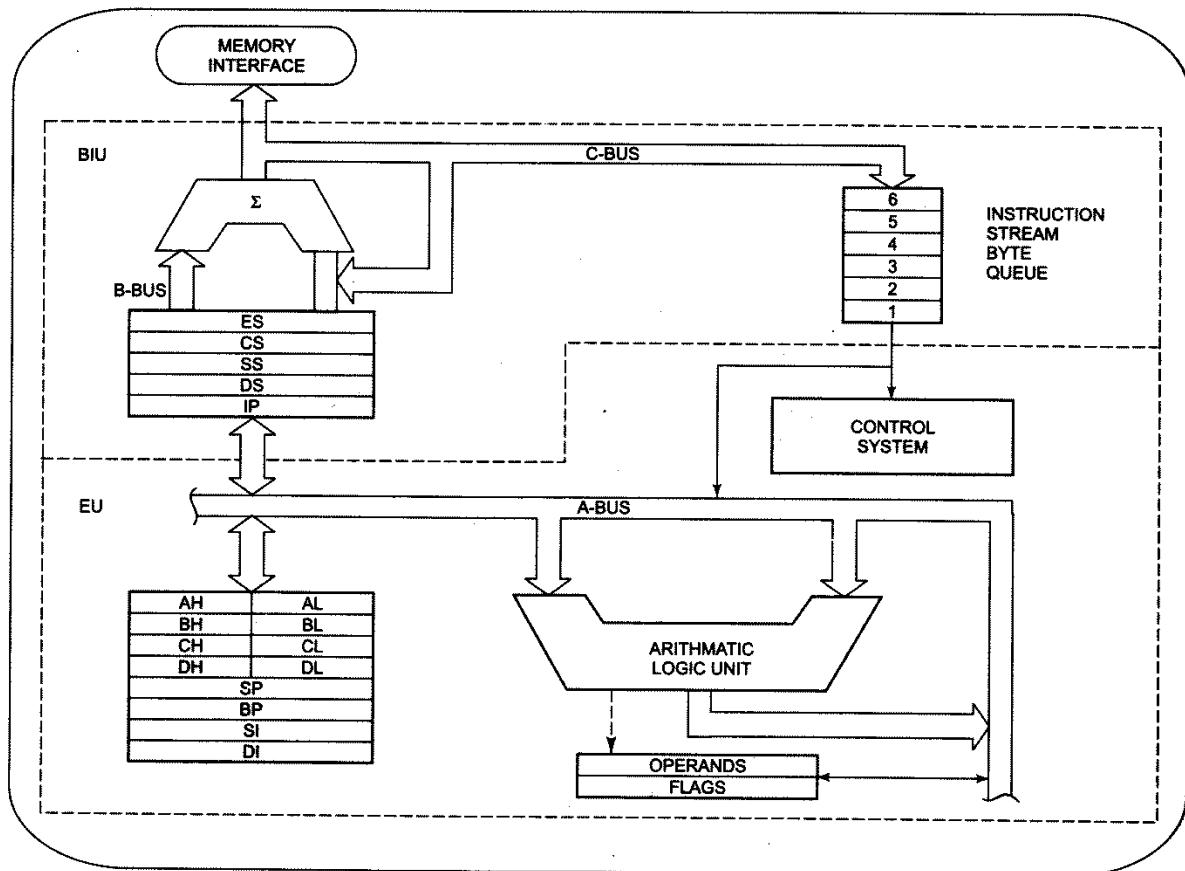 MEMORY
INTERFACE
BIU
C-BUS
Σ
6
5
4
3
2
1
INSTRUCTION
STREAM
BYTE
QUEUE
B-BUS
ES
CS
SS
DS
IP
CONTROL
SYSTEM
EU
A-BUS
AH AL
BH BL
CH CL
DH DL
SP
BP
SI
DI
ARITHMATIC
LOGIC UNIT
OPERANDS
FLAGS